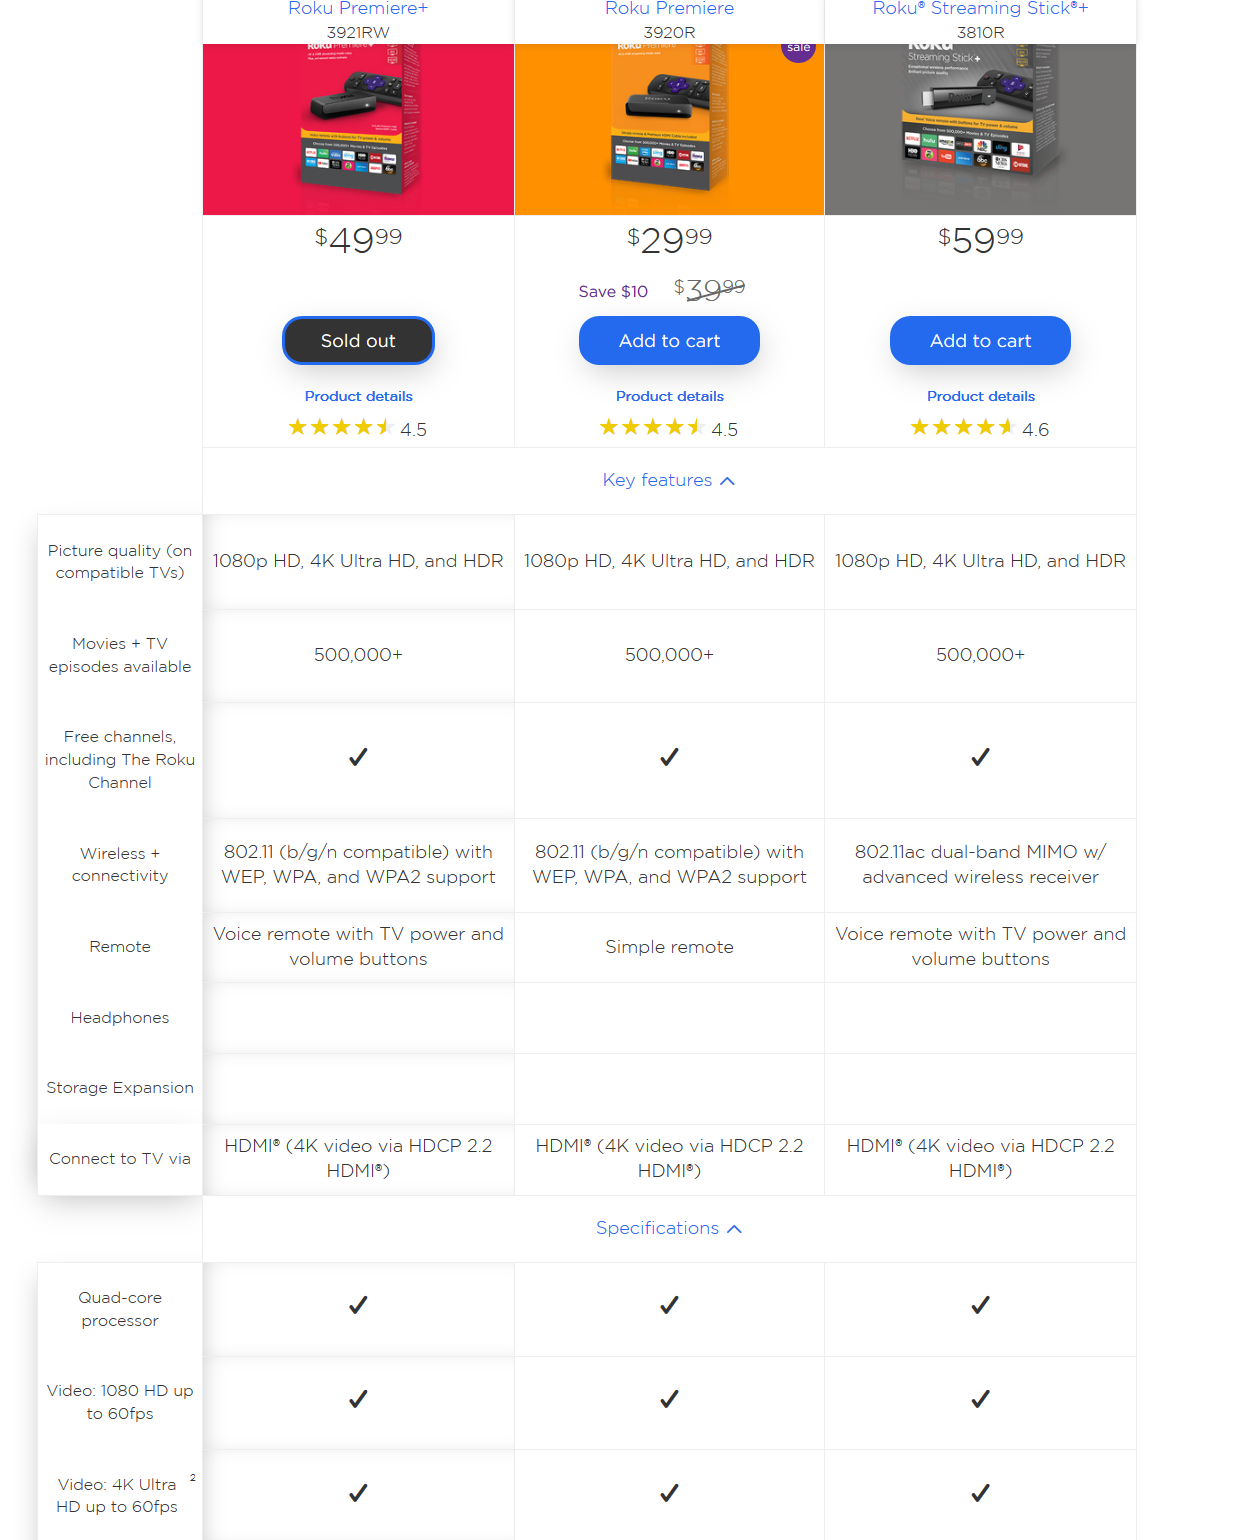 Roku Premiere+
Roku Premiere
Roku® Streaming Stick®+
3921RW
3920R
3810R
sale
Roku
Streaming Stick+
$49.99
$29.99
$59.99
Save $10
$39.99
Sold out
Add to cart
Add to cart
Product details
Product details
Product details
4.5
4.5
4.6
Key features
Picture quality (on
compatible TVs)
1080p HD, 4K Ultra HD, and HDR
1080p HD, 4K Ultra HD, and HDR
1080p HD, 4K Ultra HD, and HDR
Movies + TV
episodes available
500,000+
500,000+
500,000+
Free channels,
including The Roku
Channel
Wireless +
connectivity
802.11 (b/g/n compatible) with
WEP, WPA, and WPA2 support
802.11 (b/g/n compatible) with
WEP, WPA, and WPA2 support
802.11ac dual-band MIMO w/
advanced wireless receiver
Remote
Voice remote with TV power and
volume buttons
Simple remote
Voice remote with TV power and
volume buttons
Headphones
Storage Expansion
Connect to TV via
HDMI® (4K video via HDCP 2.2
HDMI®)
HDMI® (4K video via HDCP 2.2
HDMI®)
HDMI® (4K video via HDCP 2.2
HDMI®)
Specifications
Quad-core
processor
Video: 1080 HD up
to 60fps
Video: 4K Ultra 2
HD up to 60fps